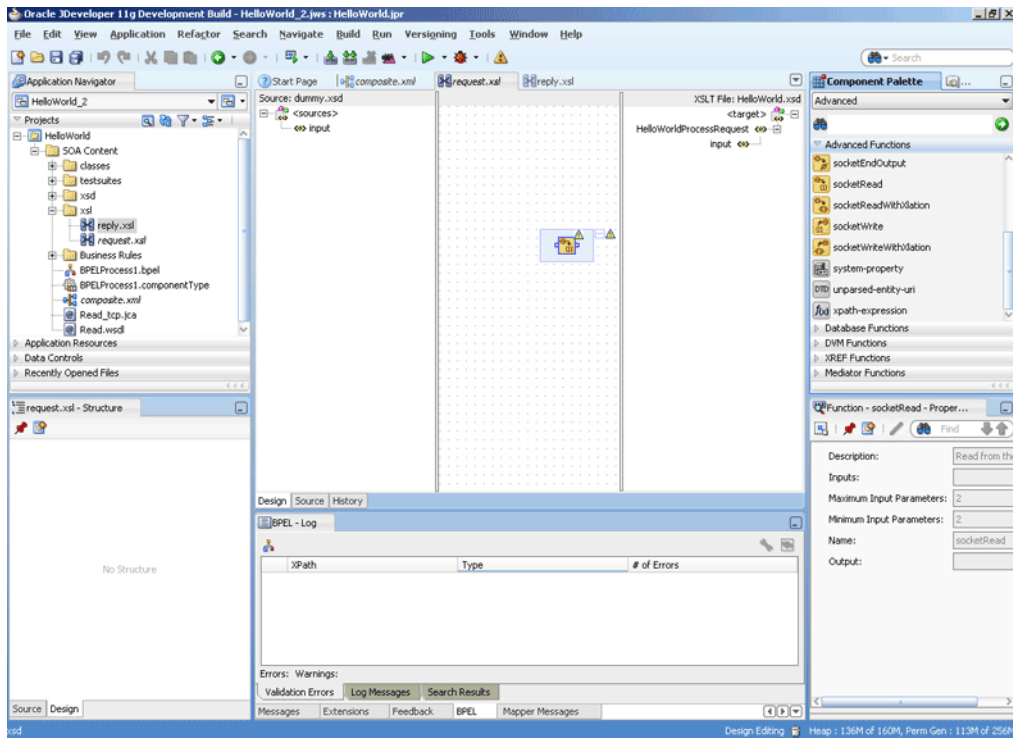 Oracle JDeveloper 11g Development Build - HelloWorld_2.jws : HelloWorld.jpr
File Edit View Application Refactor Search Navigate Build Run Versioning Tools Window Help
Search
Application Navigator
HelloWorld_2
Projects
HelloWorld
SOA Content
classes
testsuites
xsd
xsl
reply.xsl
request.xsl
Business Rules
BPELProcess1.bpel
BPELProcess1.componentType
composite.xml
Read_tcp.jca
Read.wsdl
Application Resources
Data Controls
Recently Opened Files
request.xsl - Structure
No Structure
Source Design
Start Page composite.xml request.xsl reply.xsl
Source: dummy.xsd XSLT File: HelloWorld.xsd
<sources> <target>
input HelloWorldProcessRequest
input
Design Source History
BPEL - Log
XPath Type # of Errors
Errors: Warnings:
Validation Errors Log Messages Search Results
Messages Extensions Feedback BPEL Mapper Messages
Component Palette
Advanced
Advanced Functions
socketEndOutput
socketRead
socketReadWithXlation
socketWrite
socketWriteWithXlation
system-property
DTD unparsed-entity-uri
f(x) xpath-expression
Database Functions
DVM Functions
XREF Functions
Mediator Functions
Function - socketRead - Proper...
Find
Description: Read from the
Inputs:
Maximum Input Parameters: 2
Minimum Input Parameters: 2
Name: socketRead
Output:
xsd Design Editing Heap : 136M of 160M, Perm Gen : 113M of 256M